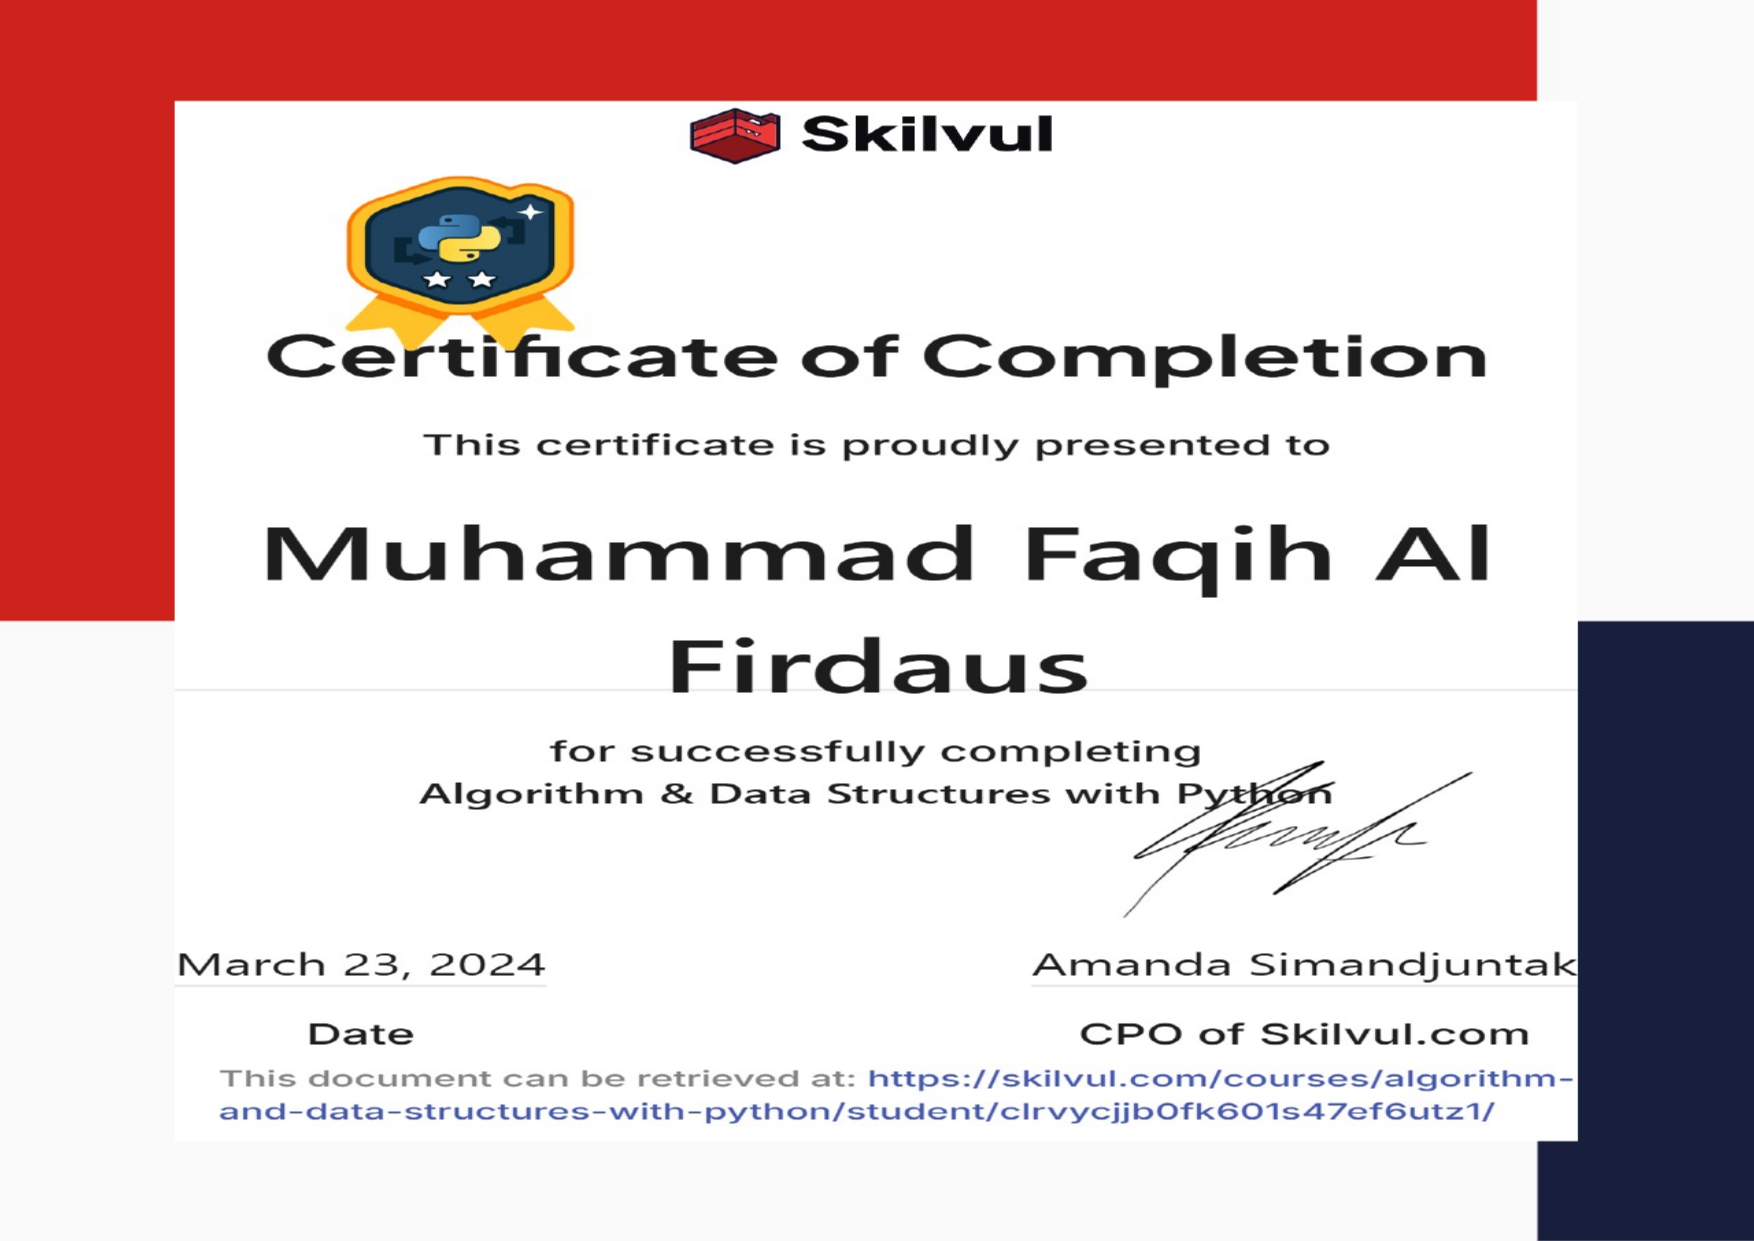 Skilvul
Certificate of Completion
This certificate is proudly presented to
Muhammad Faqih Al
Firdaus
for successfully completing
Algorithm & Data Structures with Python
March 23, 2024
Amanda Simandjuntak
Date
CPO of Skilvul.com
This document can be retrieved at: https://skilvul.com/courses/algorithm-
and-data-structures-with-python/student/clrvycjjb0fk601s47ef6utz1/